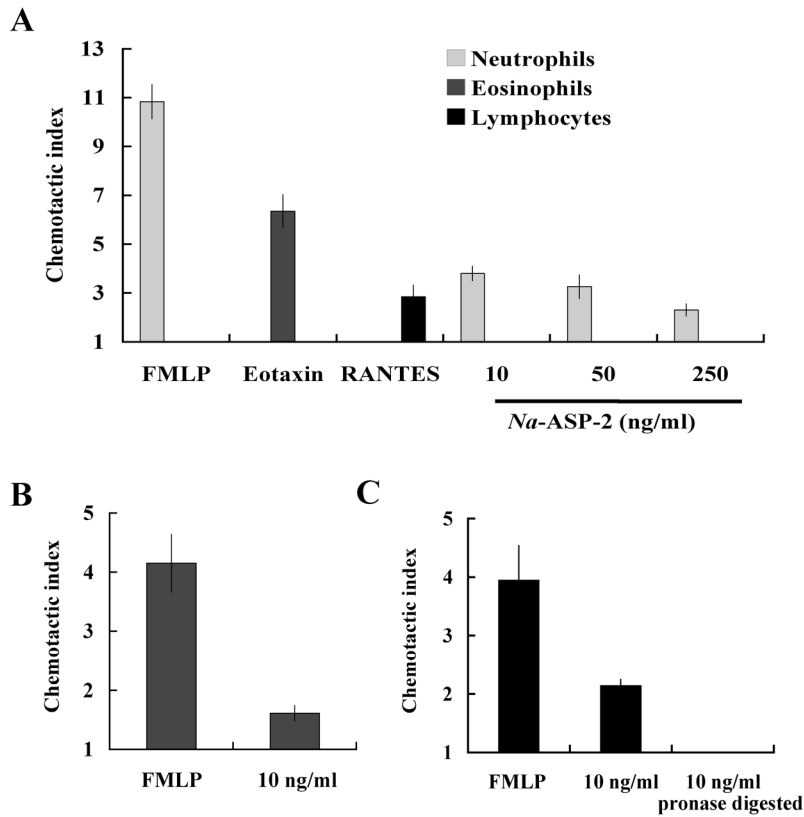 A
13
11
9
7
5
3
1
Chemotactic index
Neutrophils
Eosinophils
Lymphocytes
FMLP Eotaxin RANTES 10 50 250
Na-ASP-2 (ng/ml)
B
5
4
3
2
1
Chemotactic index
FMLP 10 ng/ml
C
5
4
3
2
1
Chemotactic index
FMLP 10 ng/ml 10 ng/ml
pronase digested